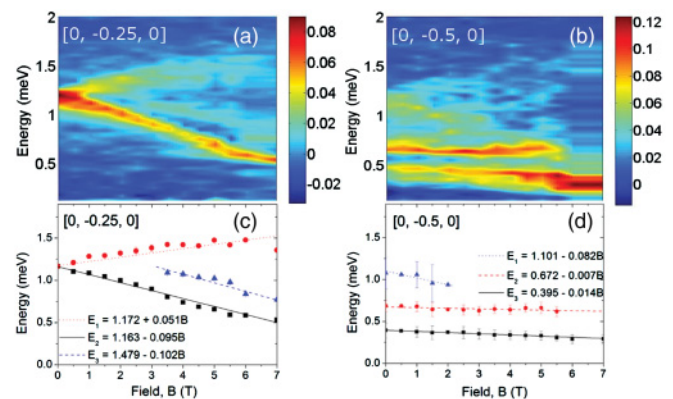 [0, -0.25, 0]
(a)
2
1.5
1
0.5
Energy (meV)
0.08
0.06
0.04
0.02
0
-0.02
[0, -0.5, 0]
(b)
2
1.5
1
0.5
Energy (meV)
0.12
0.1
0.08
0.06
0.04
0.02
0
[0, -0.25, 0]
(c)
1.5
1.0
0.5
0.0
Energy (meV)
E1 = 1.172 + 0.051B
E2 = 1.163 - 0.095B
E3 = 1.479 - 0.102B
0 1 2 3 4 5 6 7
Field, B (T)
[0, -0.5, 0]
(d)
1.5
1.0
0.5
0.0
Energy (meV)
E1 = 1.101 - 0.082B
E2 = 0.672 - 0.007B
E3 = 0.395 - 0.014B
0 1 2 3 4 5 6 7
Field, B (T)